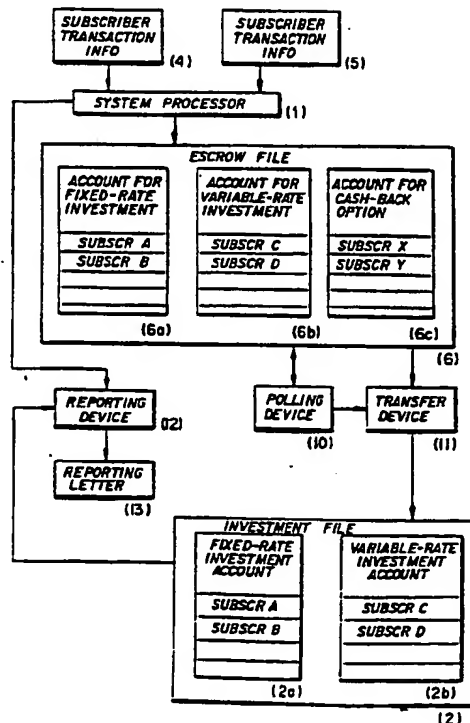 SUBSCRIBER
TRANSACTION
INFO
(4)
SUBSCRIBER
TRANSACTION
INFO
(5)
SYSTEM PROCESSOR
(1)
ESCROW FILE
ACCOUNT FOR
FIXED-RATE
INVESTMENT
SUBSCR A
SUBSCR B
(6a)
ACCOUNT FOR
VARIABLE-RATE
INVESTMENT
SUBSCR C
SUBSCR D
(6b)
ACCOUNT FOR
CASH-BACK
OPTION
SUBSCR X
SUBSCR Y
(6c)
(6)
REPORTING
DEVICE
(12)
POLLING
DEVICE
(10)
TRANSFER
DEVICE
(11)
REPORTING
LETTER
(13)
INVESTMENT FILE
FIXED-RATE
INVESTMENT
ACCOUNT
SUBSCR A
SUBSCR B
(2a)
VARIABLE-RATE
INVESTMENT
ACCOUNT
SUBSCR C
SUBSCR D
(2b)
(2)